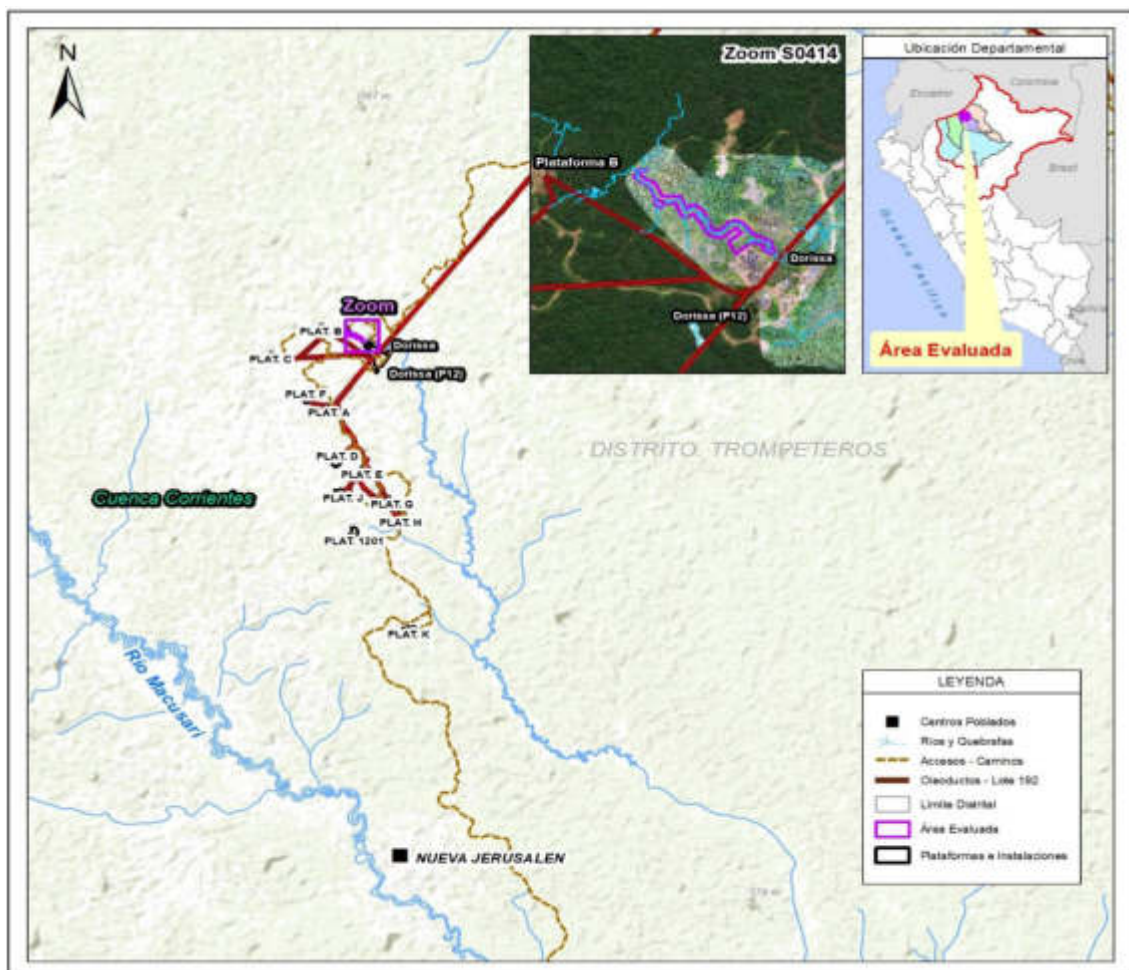 N
Zoom S0414
Plataforma B
Dorissa
Dorissa (P12)
Ubicación Departamental
Ecuador
Colombia
Brasil
Océano Pacífico
Área Evaluada
Zoom
PLAT. B
PLAT. C
Dorissa
Dorissa (P12)
PLAT. F
PLAT. A
PLAT. D
PLAT. E
PLAT. J
PLAT. G
PLAT. H
PLAT. 1201
PLAT. K
DISTRITO TROMPETEROS
Cuenca Corrientes
Río Macusari
NUEVA JERUSALEN
LEYENDA
Centros Poblados
Ríos y Quebradas
Accesos - Caminos
Oleoductos - Lote 192
Límite Distrital
Área Evaluada
Plataformas e Instalaciones